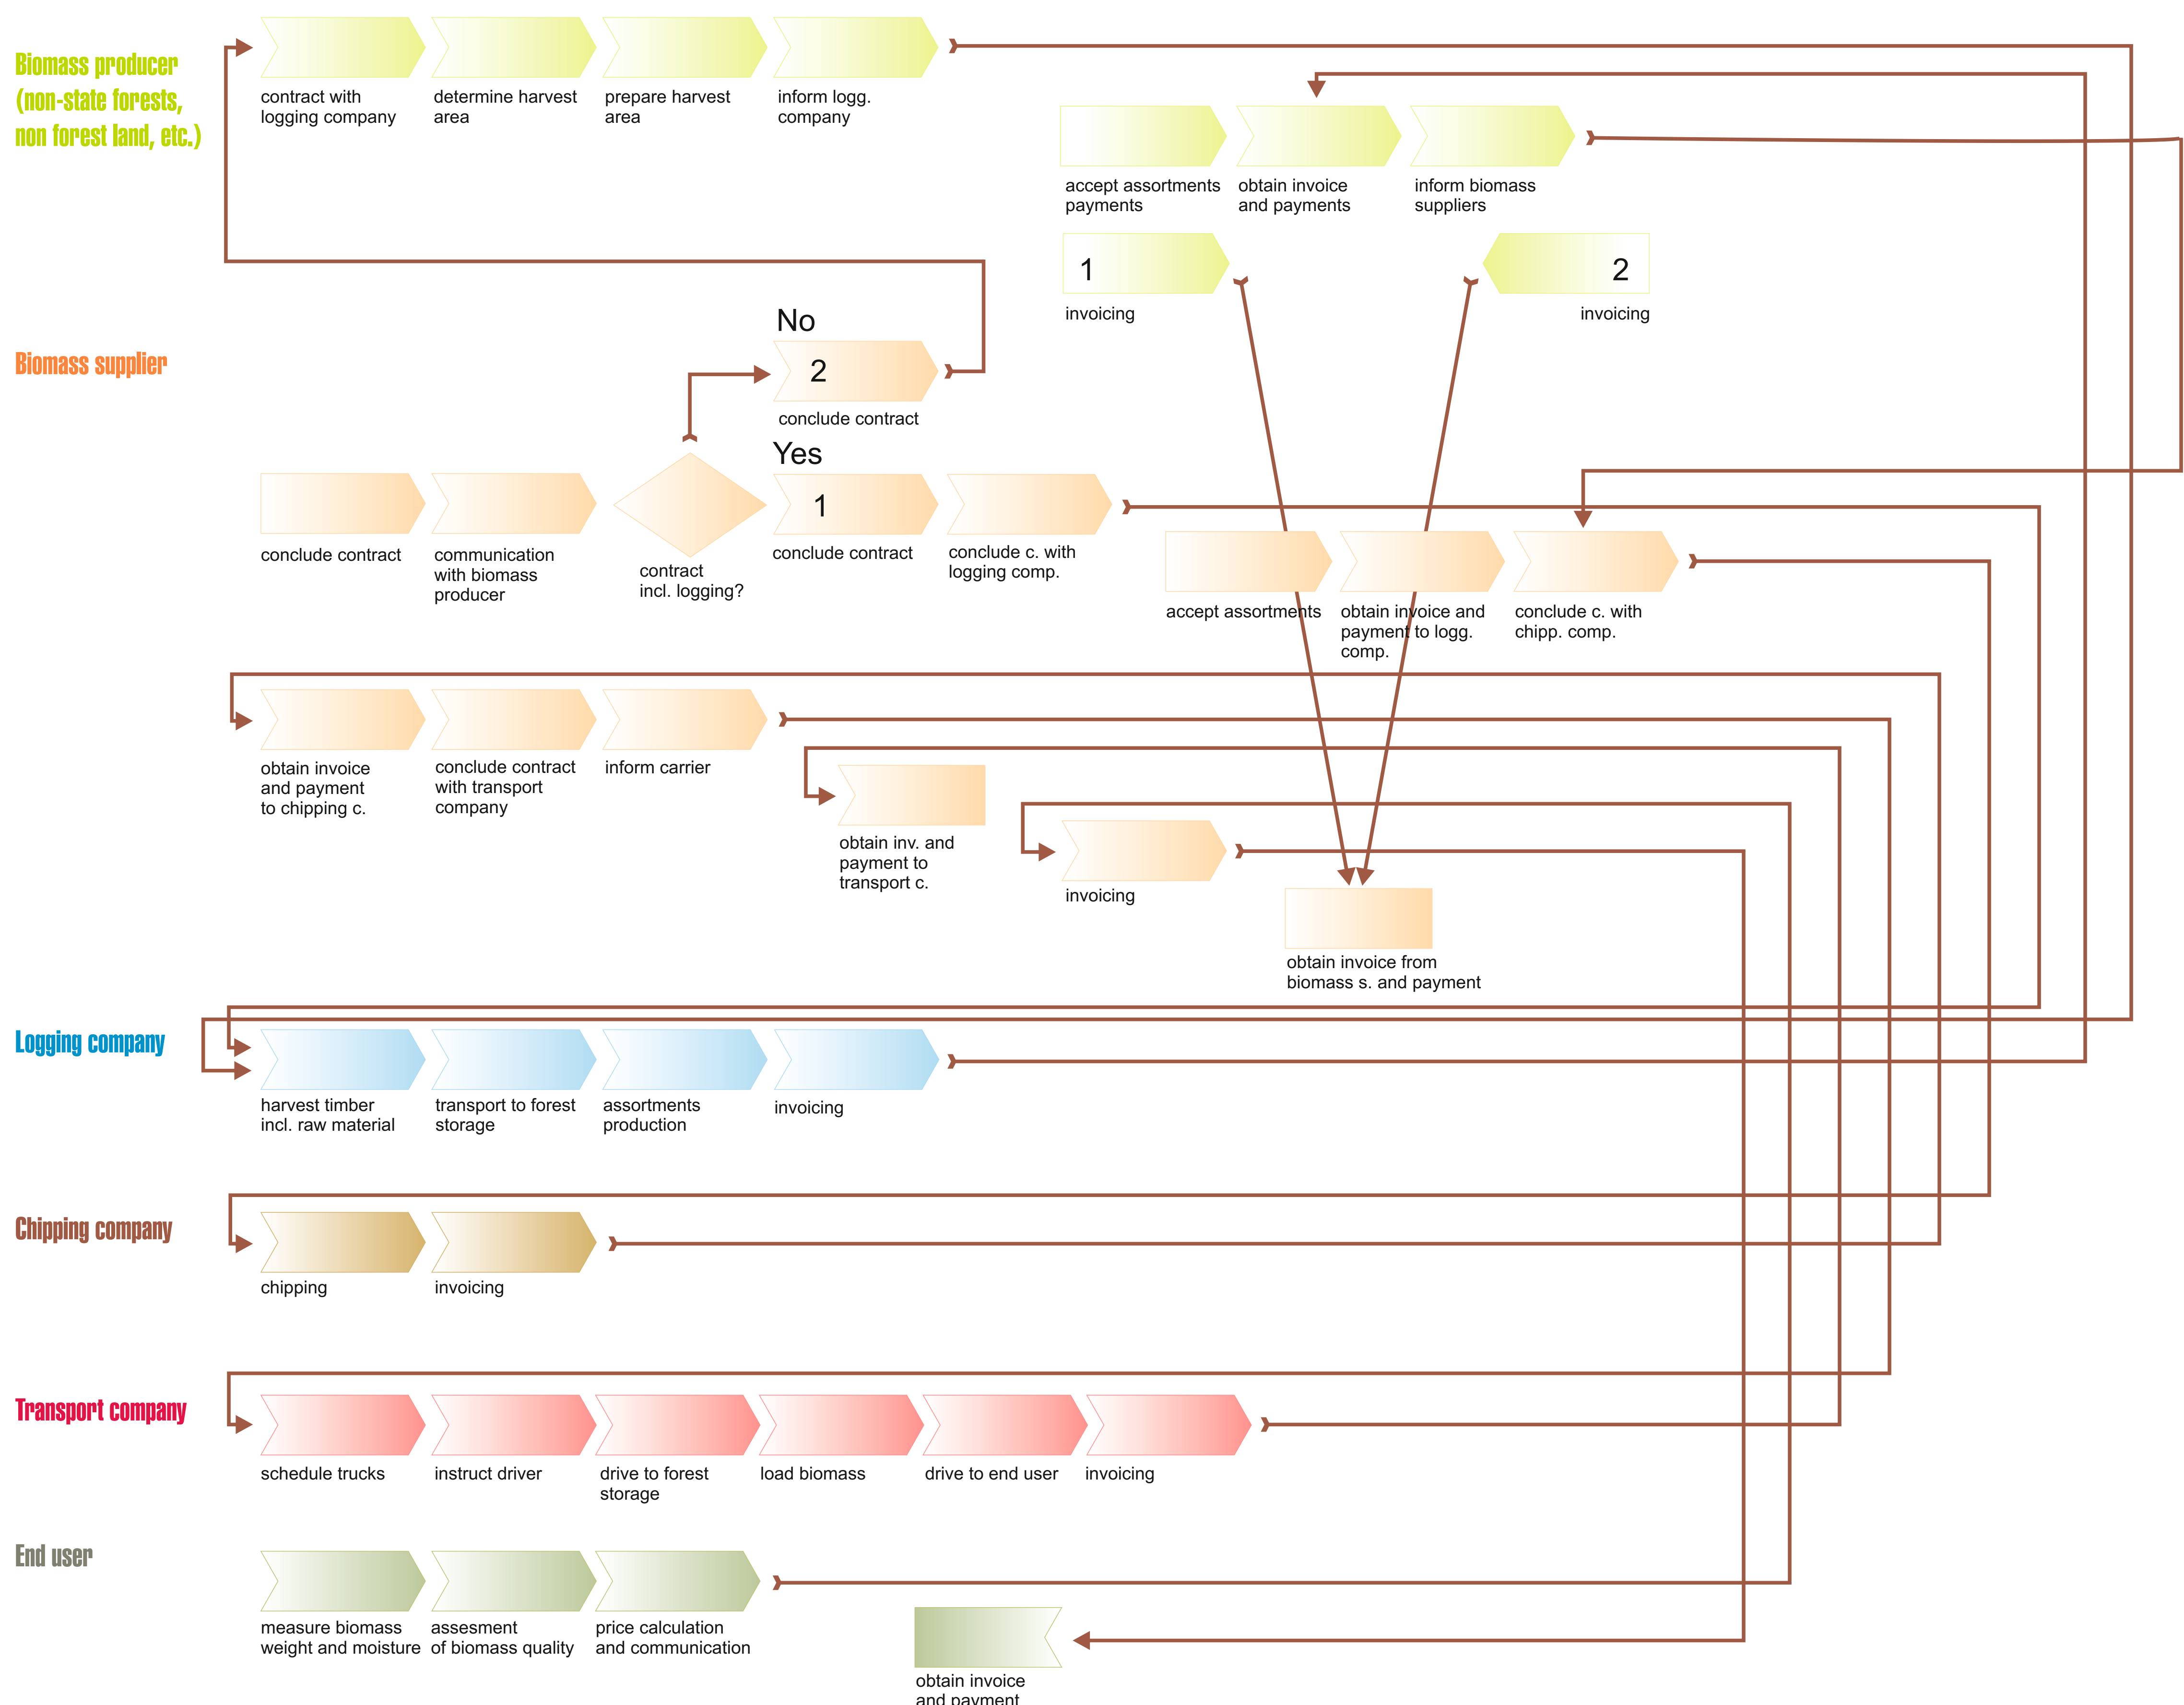 Biomass producer
(non-state forests,
non forest land, etc.)
contract with
logging company
determine harvest
area
prepare harvest
area
inform logg.
company
accept assortments
payments
obtain invoice
and payments
inform biomass
suppliers
1
invoicing
2
invoicing
Biomass supplier
No
2
conclude contract
Yes
1
conclude contract
conclude contract
communication
with biomass
producer
contract
incl. logging?
conclude c. with
logging comp.
accept assortments
obtain invoice and
payment to logg.
comp.
conclude c. with
chipp. comp.
obtain invoice
and payment
to chipping c.
conclude contract
with transport
company
inform carrier
obtain inv. and
payment to
transport c.
invoicing
obtain invoice from
biomass s. and payment
Logging company
harvest timber
incl. raw material
transport to forest
storage
assortments
production
invoicing
Chipping company
chipping
invoicing
Transport company
schedule trucks
instruct driver
drive to forest
storage
load biomass
drive to end user
invoicing
End user
measure biomass
weight and moisture
assesment
of biomass quality
price calculation
and communication
obtain invoice
and payment